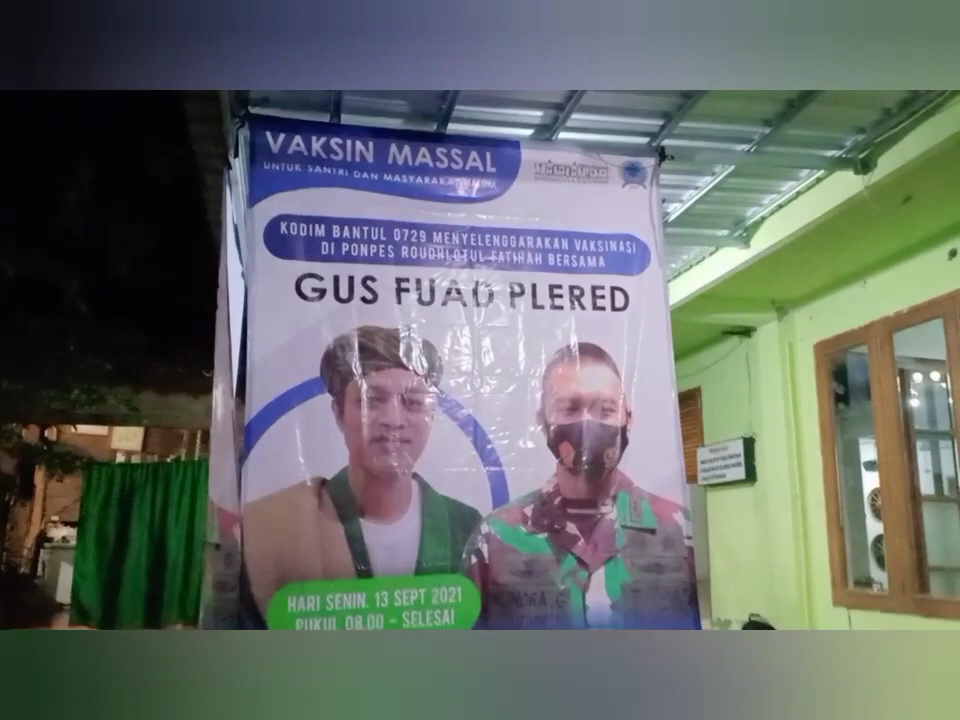 VAKSIN MASSAL
UNTUK SANTRI DAN MASYARAKAT
KODIM BANTUL 0729 MENYELENGGARAKAN VAKSINASI
DI PONPES ROUDHLOTUL FATIHAH BERSAMA
GUS FUAD PLERED
HARI SENIN. 13 SEPT 2021
PUKUL 08.00 - SELESAI